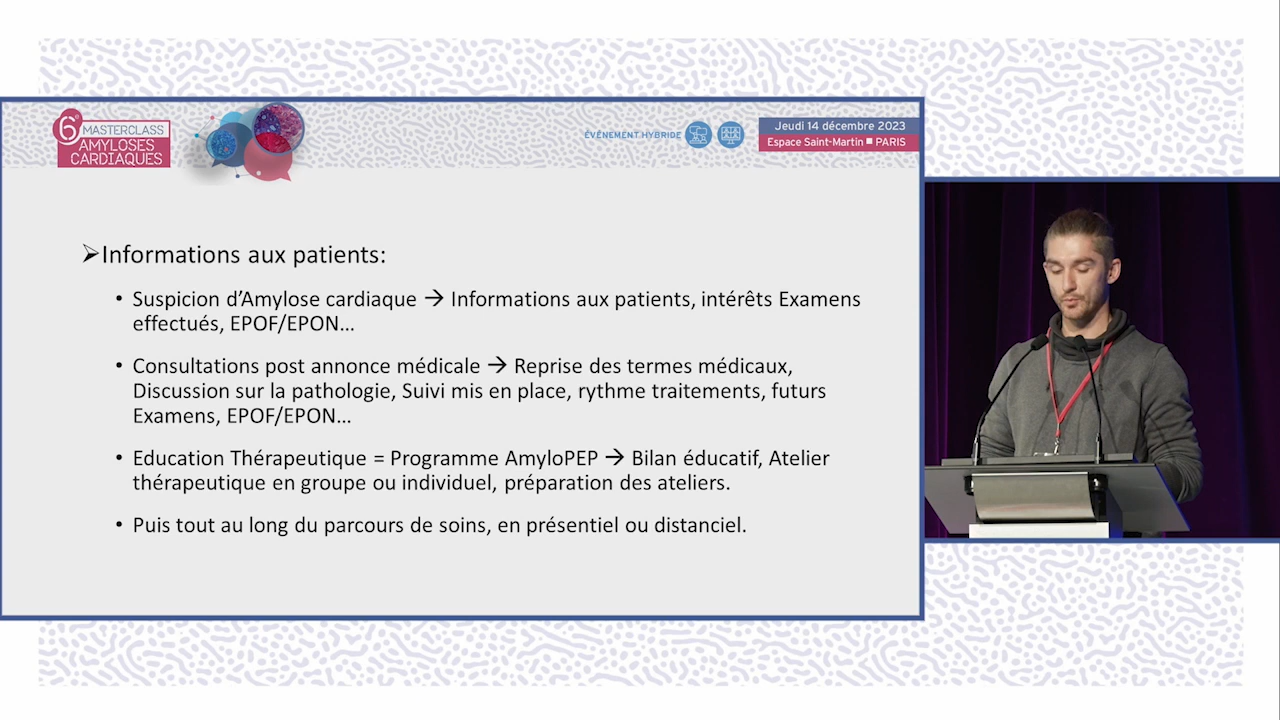 6e
MASTERCLASS
AMYLOSES
CARDIAQUES
ÉVÉNEMENT HYBRIDE
Jeudi 14 décembre 2023
Espace Saint-Martin ■ PARIS
➢Informations aux patients:
• Suspicion d’Amylose cardiaque → Informations aux patients, intérêts Examens
effectués, EPOF/EPON…
• Consultations post annonce médicale → Reprise des termes médicaux,
Discussion sur la pathologie, Suivi mis en place, rythme traitements, futurs
Examens, EPOF/EPON…
• Education Thérapeutique = Programme AmyloPEP → Bilan éducatif, Atelier
thérapeutique en groupe ou individuel, préparation des ateliers.
• Puis tout au long du parcours de soins, en présentiel ou distanciel.